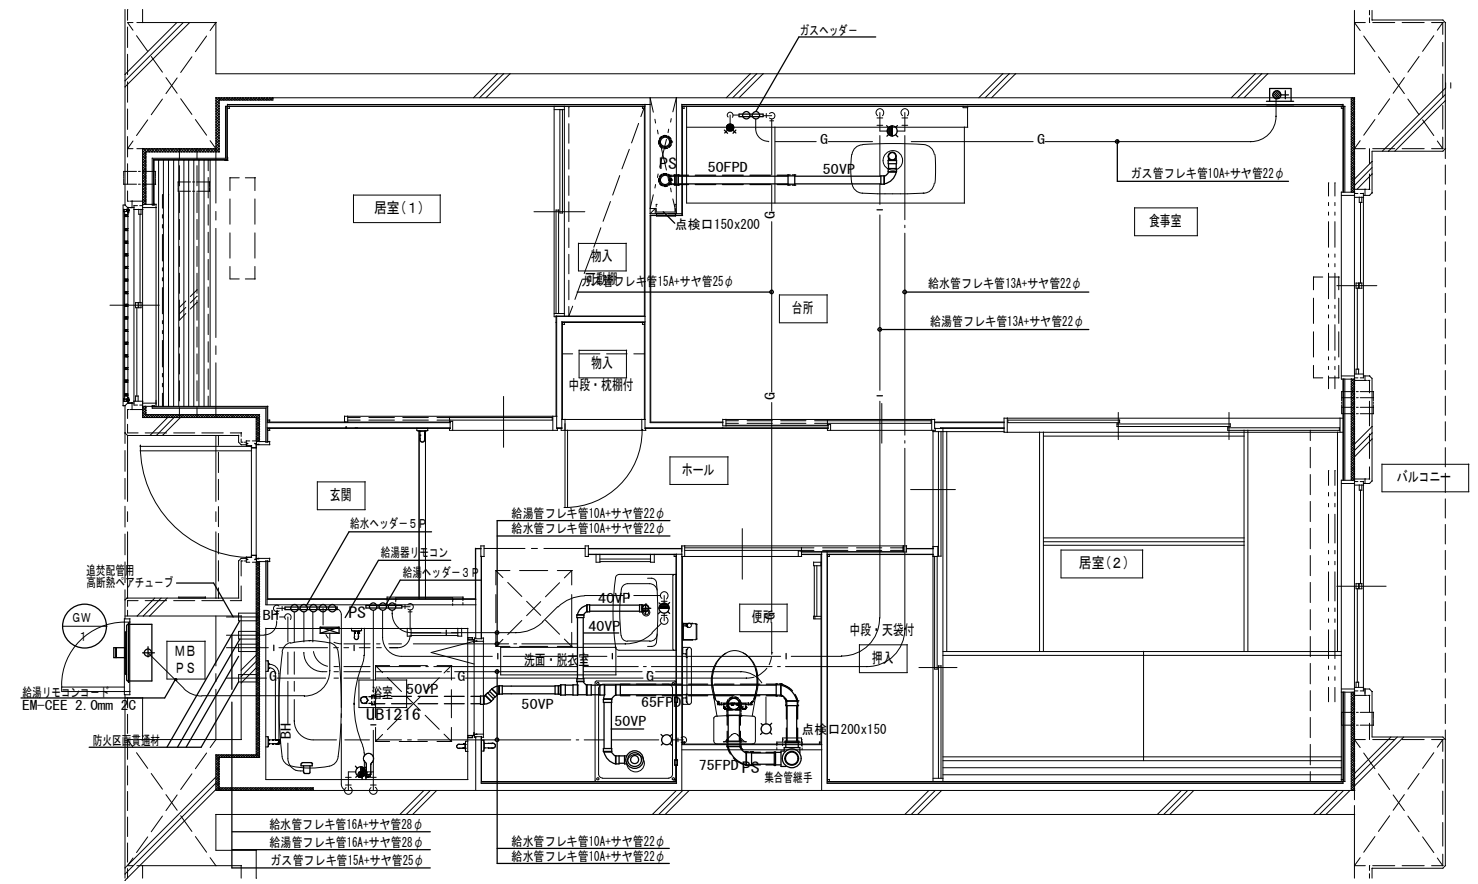 ガスヘッダー
G
G
PS
50FPD
50VP
ガス管フレキ管10A+サヤ管22φ
居室(1)
点検口150x200
G
食事室
物入
可動棚
ガス管フレキ管15A+サヤ管25φ
給水管フレキ管13A+サヤ管22φ
台所
給湯管フレキ管13A+サヤ管22φ
物入
中段・枕棚付
G
ホール
バルコニー
玄関
給湯管フレキ管10A+サヤ管22φ
給水管フレキ管10A+サヤ管22φ
給水ヘッダー5P
給湯器リモコン
給湯ヘッダー3P
居室(2)
追焚配管用
高断熱ペアチューブ
GW
1
BH
PS
40VP
40VP
便所
中段・天袋付
押入
MB
PS
洗面・脱衣室
G
G
G
給湯リモコンコード
EM-CEE 2.0mm 2C
浴室
50VP
UB1216
50VP
65FPD
50VP
点検口200x150
BH
防火区画貫通材
75FPD
PS
集合管継手
給水管フレキ管16A+サヤ管28φ
給湯管フレキ管16A+サヤ管28φ
ガス管フレキ管15A+サヤ管25φ
給水管フレキ管10A+サヤ管22φ
給水管フレキ管10A+サヤ管22φ